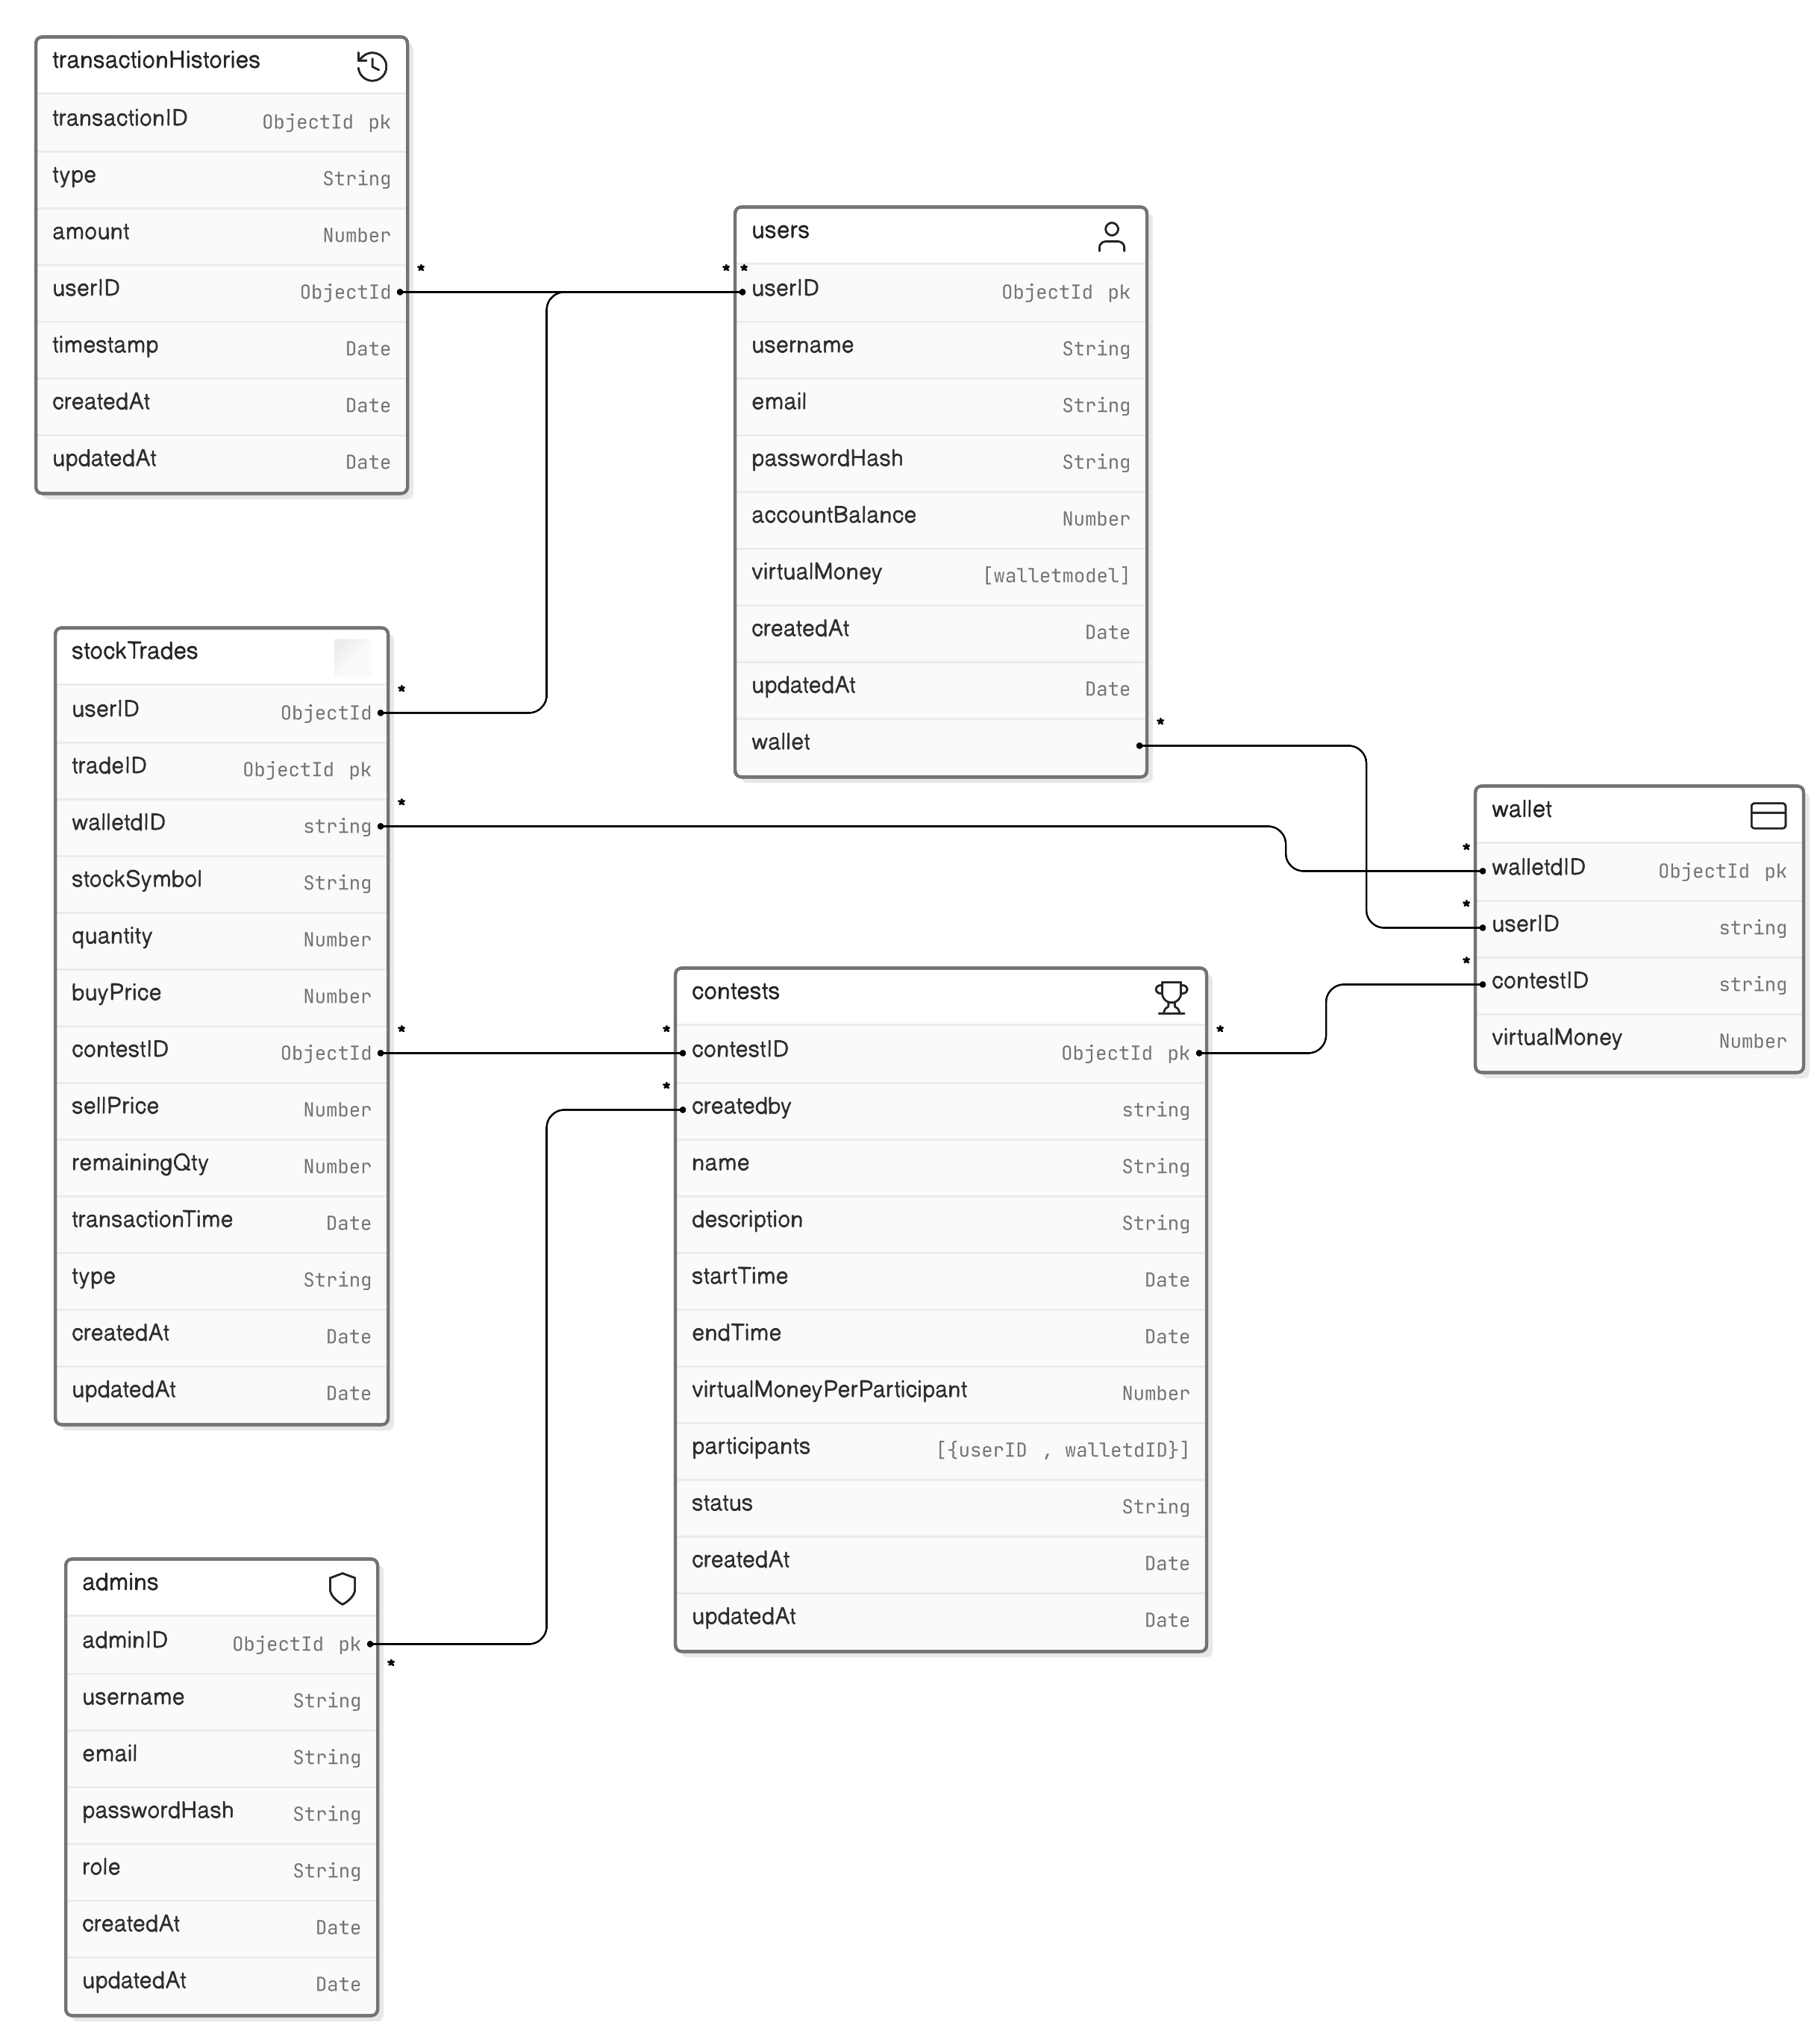 transactionHistories
transactionID ObjectId pk
type String
amount Number
userID ObjectId
timestamp Date
createdAt Date
updatedAt Date
* * *
users
userID ObjectId pk
username String
email String
passwordHash String
accountBalance Number
virtualMoney [walletmodel]
createdAt Date
updatedAt Date
wallet
*
stockTrades
userID ObjectId
tradeID ObjectId pk
walletdID string
stockSymbol String
quantity Number
buyPrice Number
contestID ObjectId
sellPrice Number
remainingQty Number
transactionTime Date
type String
createdAt Date
updatedAt Date
*
*
*
wallet
walletdID ObjectId pk
userID string
contestID string
virtualMoney Number
*
*
*
contests
contestID ObjectId pk
createdby string
name String
description String
startTime Date
endTime Date
virtualMoneyPerParticipant Number
participants [{userID , walletdID}]
status String
createdAt Date
updatedAt Date
* *
*
admins
adminID ObjectId pk
username String
email String
passwordHash String
role String
createdAt Date
updatedAt Date
*